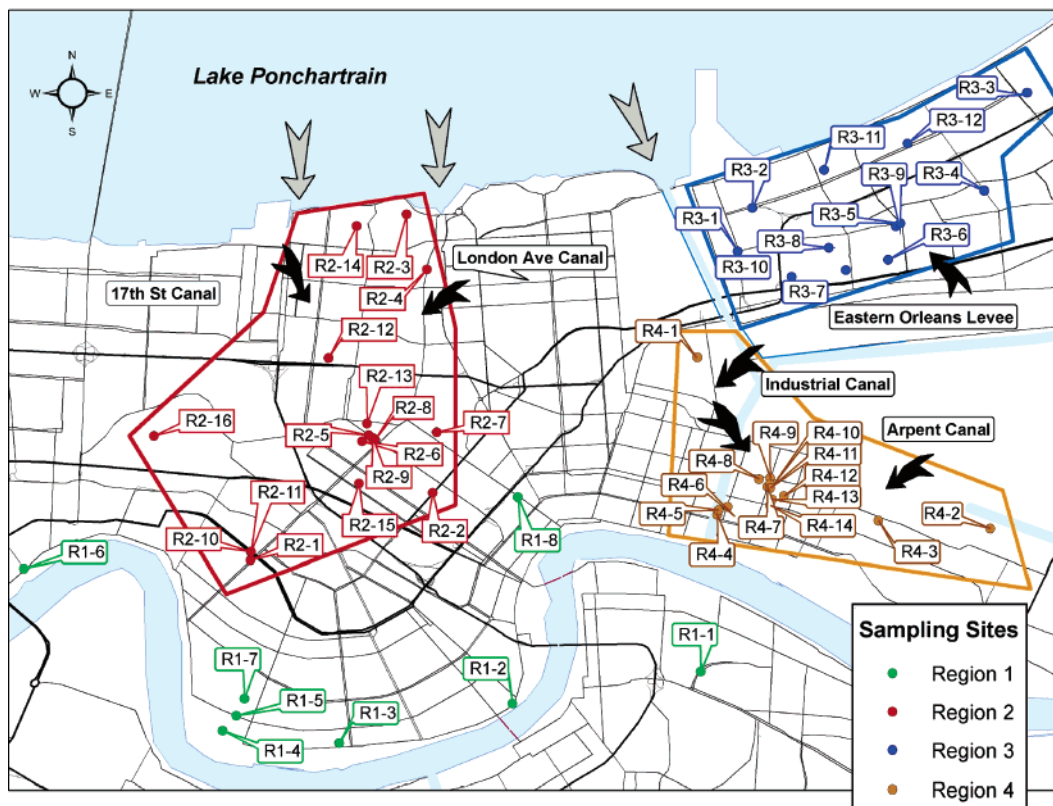 N
W E
S
Lake Ponchartrain
R3-3
R3-12
R3-11
R3-2
R3-9
R3-4
R3-1
R3-5
R3-6
R3-8
R3-10
R3-7
R2-14
R2-3
London Ave Canal
R2-4
17th St Canal
Eastern Orleans Levee
R2-12
R4-1
R2-13
Industrial Canal
R2-8
R2-16
R2-5
R2-7
R4-9
R4-10
Arpent Canal
R2-6
R4-11
R4-8
R2-9
R4-12
R2-11
R4-6
R4-13
R4-5
R4-7
R4-14
R4-2
R2-10
R2-1
R2-15
R2-2
R1-8
R4-4
R4-3
R1-6
Sampling Sites
R1-1
R1-7
R1-2
Region 1
R1-5
R1-3
Region 2
R1-4
Region 3
Region 4